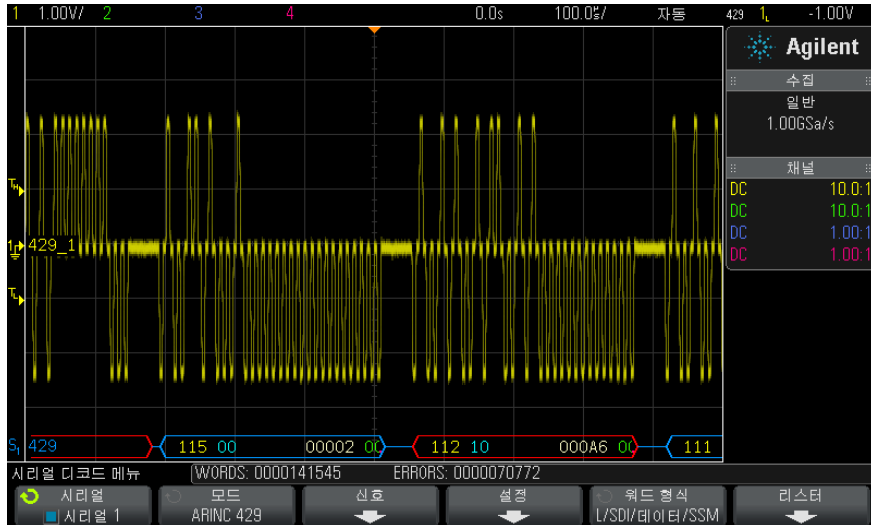 1 1.00V/ 2 3 4 0.0s 100.0㎲/ 자동 429 1L -1.00V
Agilent
수집
일반
1.00GSa/s
채널
DC 10.0:1
DC 10.0:1
DC 1.00:1
DC 1.00:1
TH
429_1
TL
S1 429 115 00 00002 00 112 10 000A6 00 111
시리얼 디코드 메뉴 WORDS: 0000141545 ERRORS: 0000070772
시리얼 모드 신호 설정 워드 형식 리스터
시리얼 1 ARINC 429 L/SDI/데이터/SSM